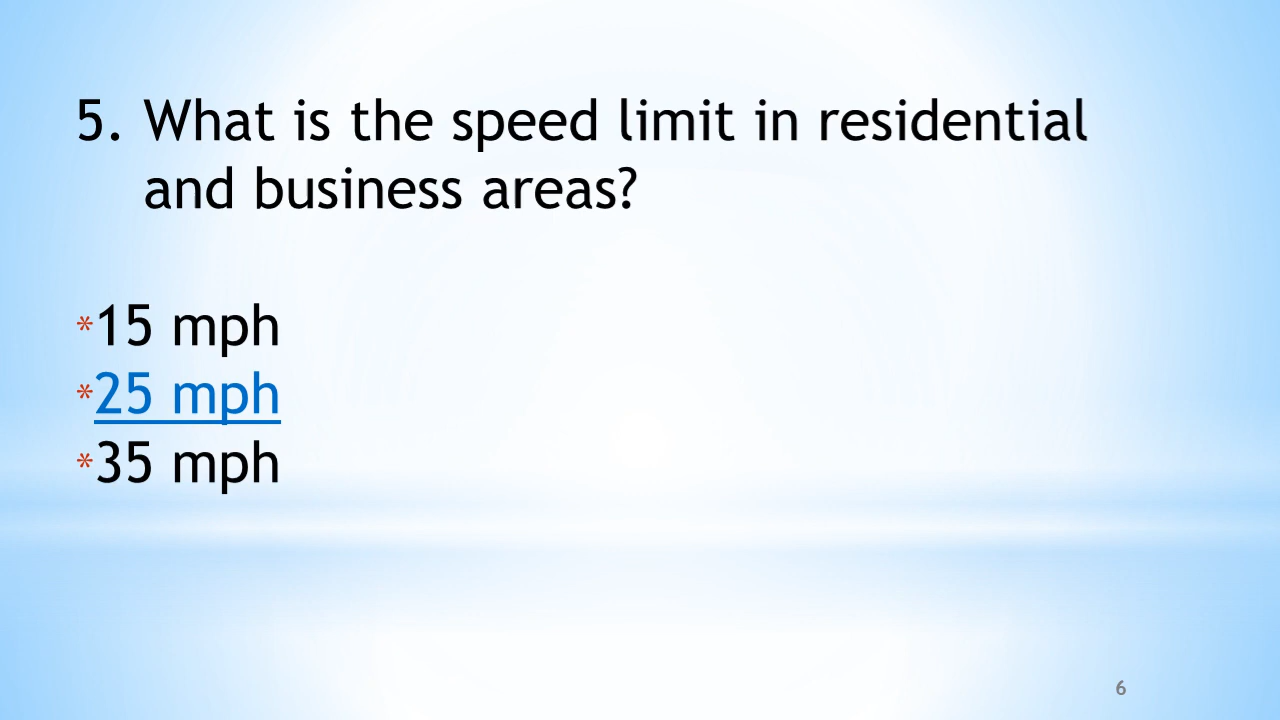 5. What is the speed limit in residential
and business areas?
*15 mph
*25 mph
*35 mph
6